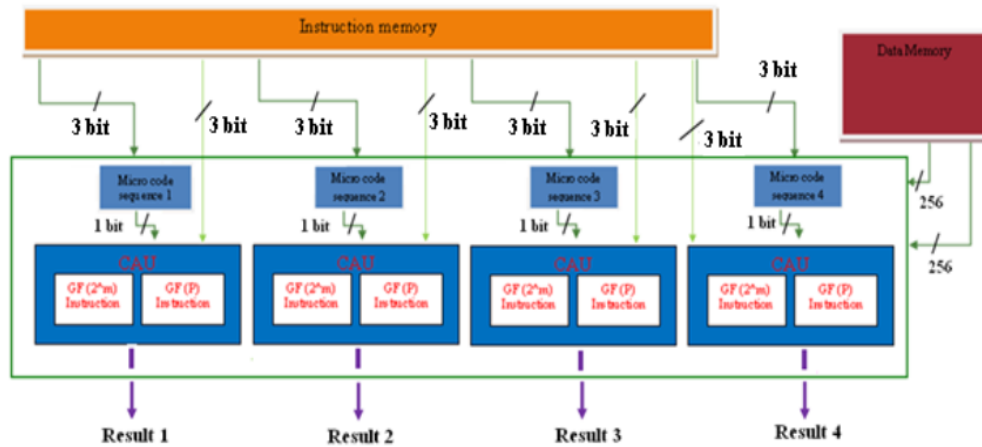 Instruction memory
Data Memory
3 bit
3 bit
3 bit
3 bit
3 bit
3 bit
3 bit
3 bit
Micro code
sequence 1
Micro code
sequence 2
Micro code
sequence 3
Micro code
sequence 4
256
256
1 bit
1 bit
1 bit
1 bit
CAU
GF(2^m)
Instruction
GF(P)
Instruction
CAU
GF(2^m)
Instruction
GF(P)
Instruction
CAU
GF(2^m)
Instruction
GF(P)
Instruction
CAU
GF(2^m)
Instruction
GF(P)
Instruction
Result 1
Result 2
Result 3
Result 4